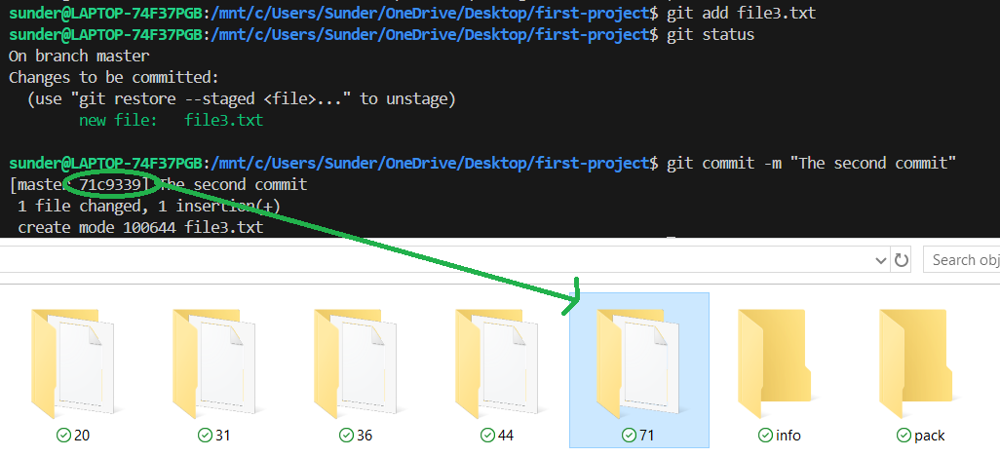 sunder@LAPTOP-74F37PGB:/mnt/c/Users/Sunder/OneDrive/Desktop/first-project$ git add file3.txt
sunder@LAPTOP-74F37PGB:/mnt/c/Users/Sunder/OneDrive/Desktop/first-project$ git status
On branch master
Changes to be committed:
  (use "git restore --staged <file>..." to unstage)
        new file:   file3.txt
sunder@LAPTOP-74F37PGB:/mnt/c/Users/Sunder/OneDrive/Desktop/first-project$ git commit -m "The second commit"
[master 71c9339] The second commit
 1 file changed, 1 insertion(+)
 create mode 100644 file3.txt
Search obj
20 31 36 44 71 info pack